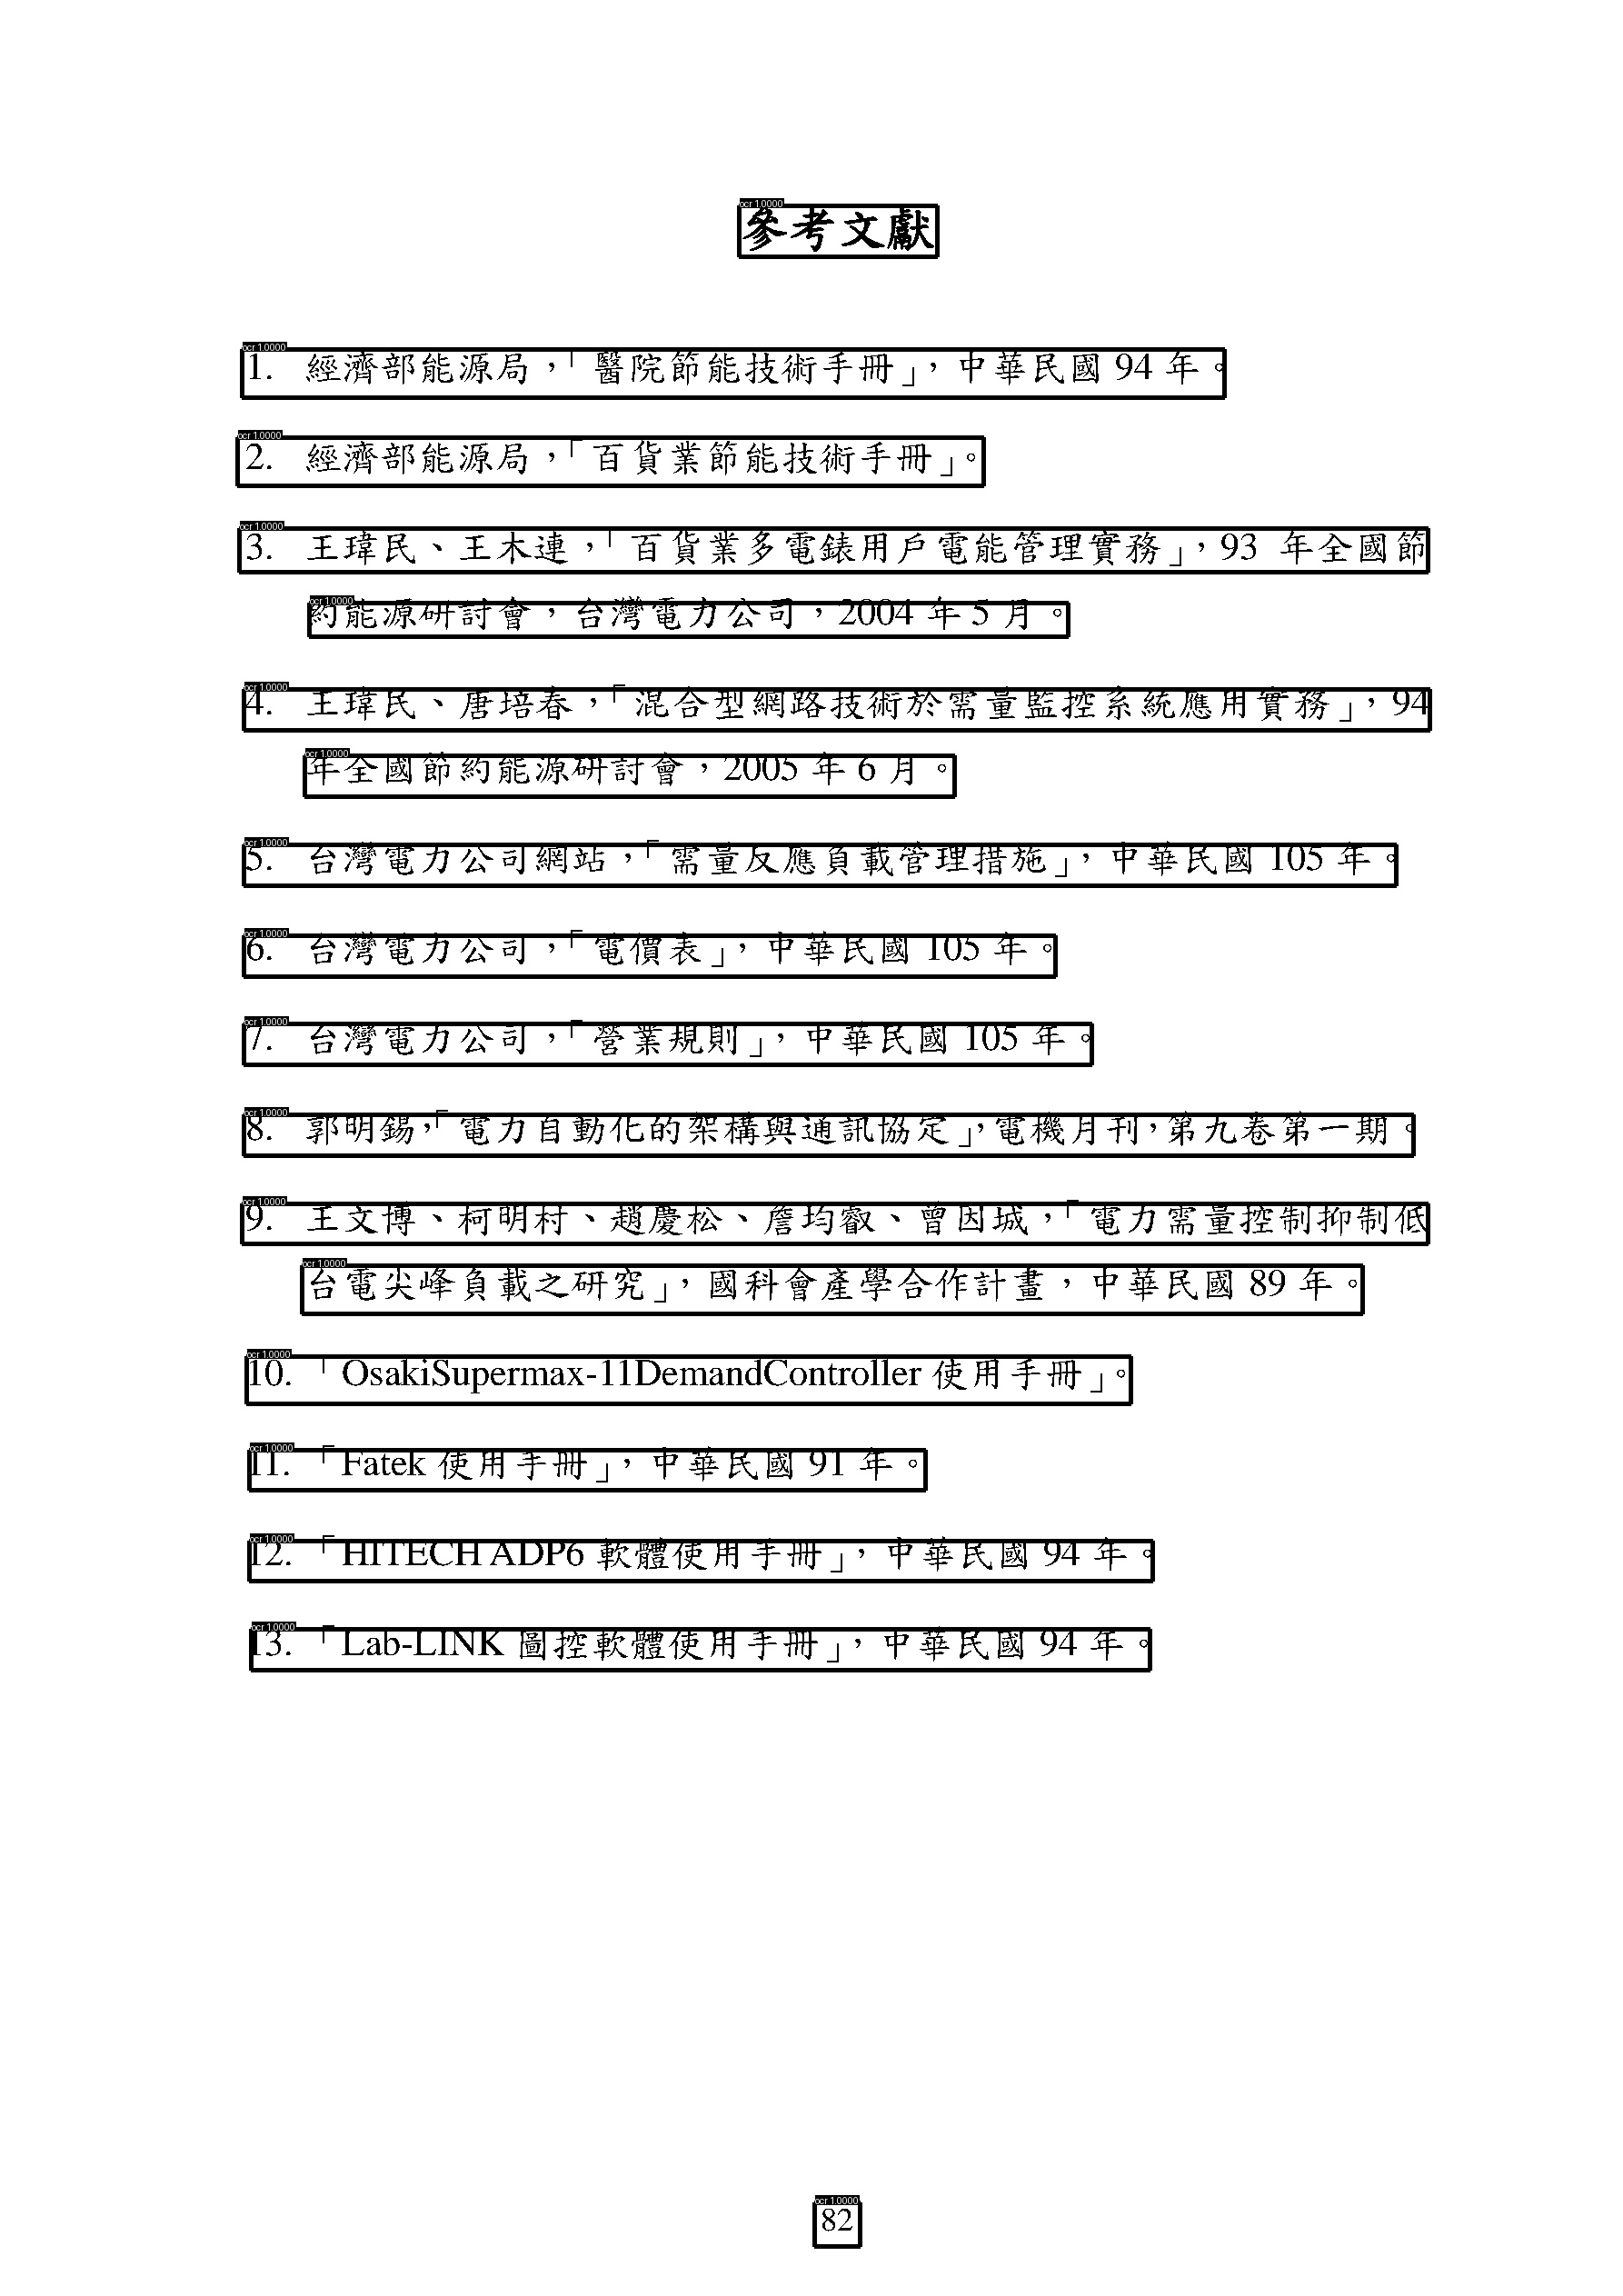 參考文獻
1. 經濟部能源局，「醫院節能技術手冊」，中華民國 94 年。
2. 經濟部能源局，「百貨業節能技術手冊」。
3. 王瑋民、王木連，「百貨業多電錶用戶電能管理實務」，93 年全國節
約能源研討會，台灣電力公司，2004 年 5 月。
4. 王瑋民、唐培春，「混合型網路技術於需量監控系統應用實務」，94
年全國節約能源研討會，2005 年 6 月。
5. 台灣電力公司網站，「需量反應負載管理措施」，中華民國 105 年。
6. 台灣電力公司，「電價表」，中華民國 105 年。
7. 台灣電力公司，「營業規則」，中華民國 105 年。
8. 郭明錫，「電力自動化的架構與通訊協定」，電機月刊，第九卷第一期。
9. 王文博、柯明村、趙慶松、詹均叡、曾因城，「電力需量控制抑制低
台電尖峰負載之研究」，國科會產學合作計畫，中華民國 89 年。
10. 「OsakiSupermax-11DemandController 使用手冊」。
11. 「Fatek 使用手冊」，中華民國 91 年。
12. 「HITECH ADP6 軟體使用手冊」，中華民國 94 年。
13. 「Lab-LINK 圖控軟體使用手冊」，中華民國 94 年。
82